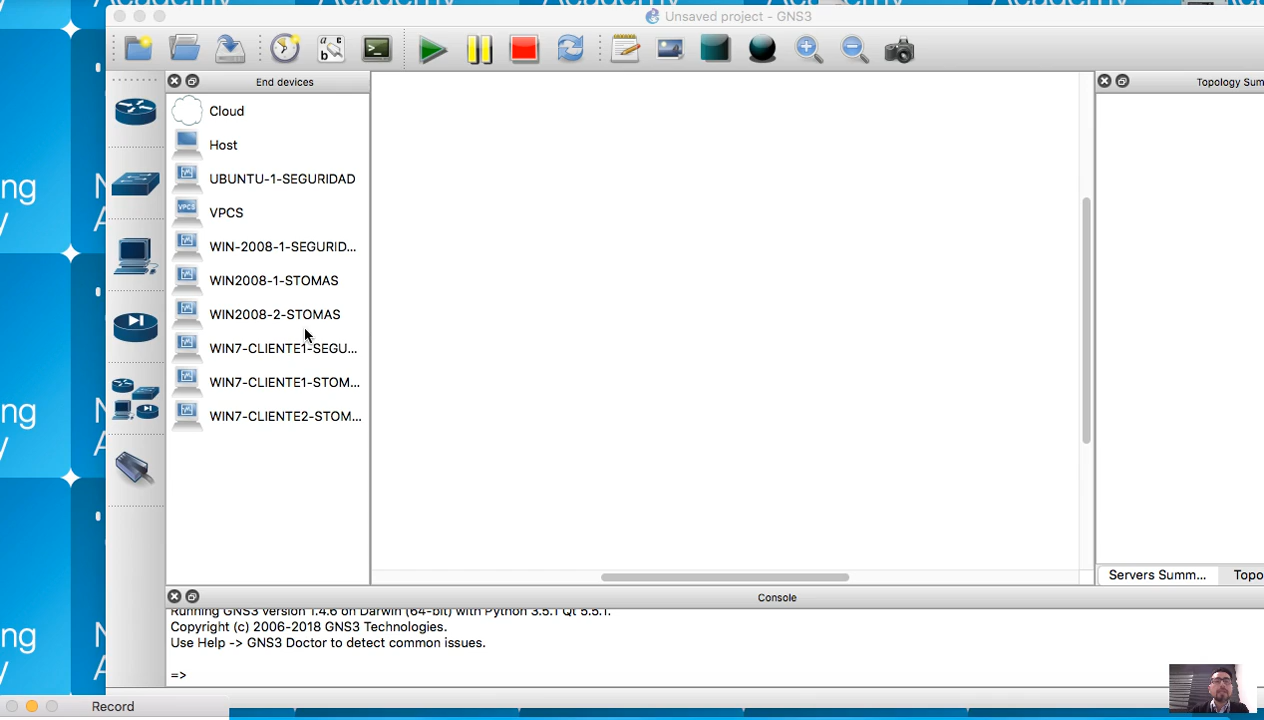 Academy
Unsaved project - GNS3
End devices
Topology Sum
Cloud
Host
UBUNTU-1-SEGURIDAD
VPCS
WIN-2008-1-SEGURID...
WIN2008-1-STOMAS
WIN2008-2-STOMAS
WIN7-CLIENTE1-SEGU...
WIN7-CLIENTE1-STOM...
WIN7-CLIENTE2-STOM...
Servers Summ...
Topo
Console
Running GNS3 version 1.4.6 on Darwin (64-bit) with Python 3.5.1 Qt 5.5.1.
Copyright (c) 2006-2018 GNS3 Technologies.
Use Help -> GNS3 Doctor to detect common issues.
=>
Record